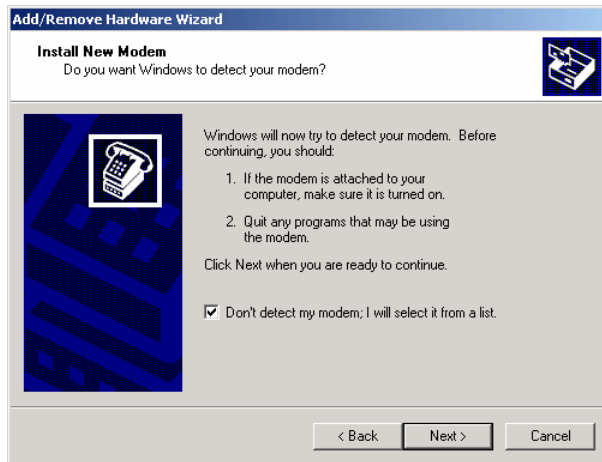 Add/Remove Hardware Wizard
Install New Modem
Do you want Windows to detect your modem?
Windows will now try to detect your modem. Before
continuing, you should:
1. If the modem is attached to your
computer, make sure it is turned on.
2. Quit any programs that may be using
the modem.
Click Next when you are ready to continue.
Don't detect my modem; I will select it from a list.
< Back Next > Cancel